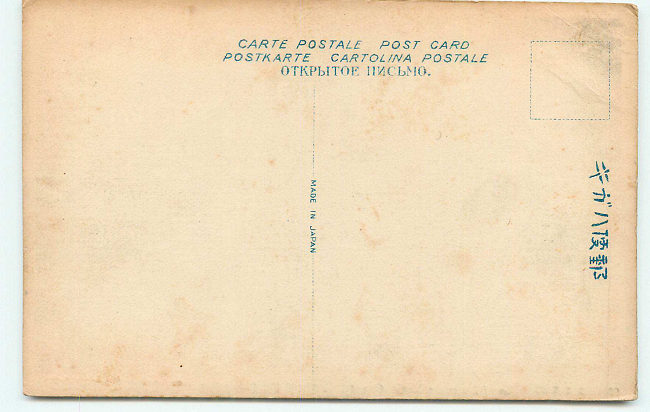 CARTE POSTALE POST CARD
POSTKARTE CARTOLINA POSTALE
ОТКРЫТОЕ ПИСЬМО.
MADE IN JAPAN
郵便ハガキ